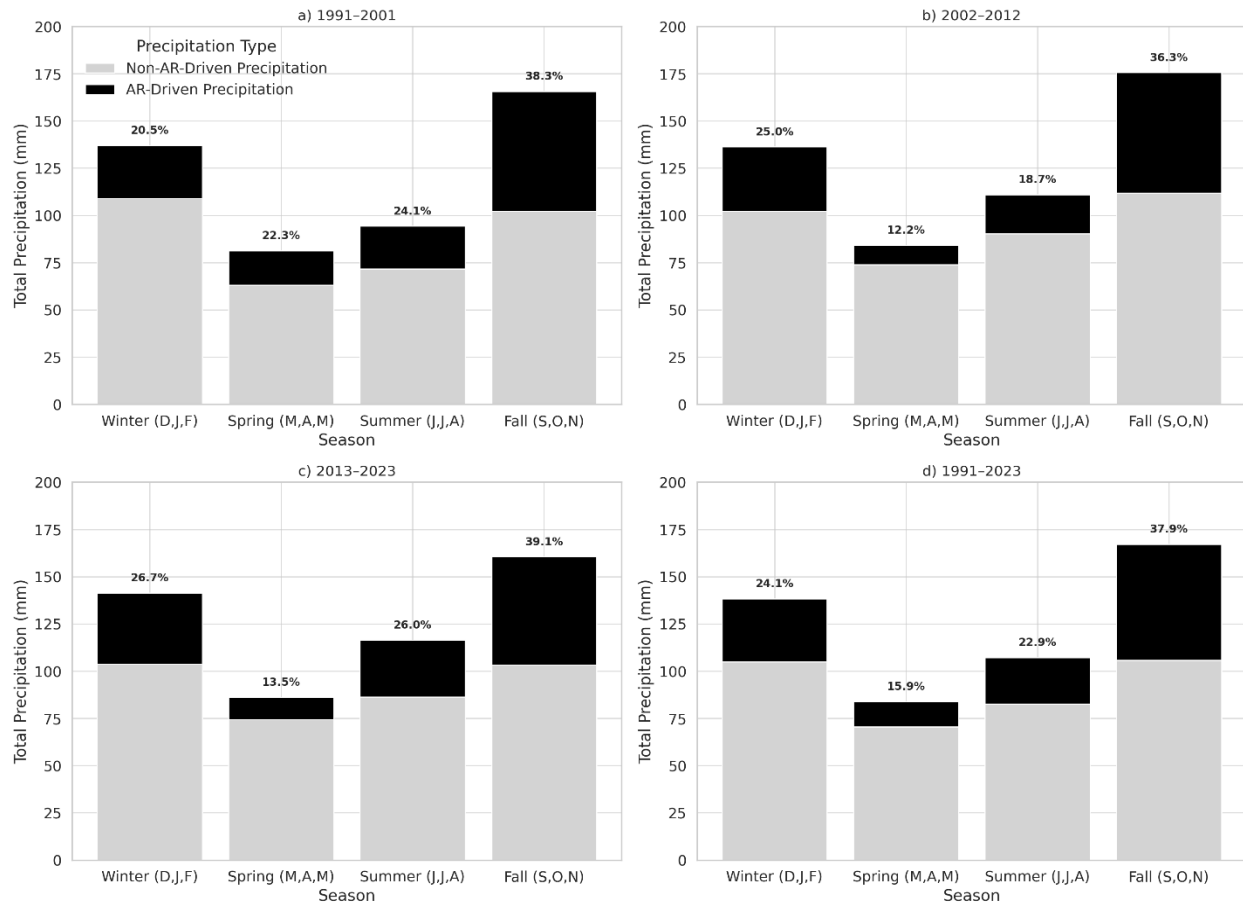 a) 1991–2001
200
175
150
125
100
75
50
25
0
Total Precipitation (mm)
Precipitation Type
Non-AR-Driven Precipitation
AR-Driven Precipitation
20.5%
22.3%
24.1%
38.3%
Winter (D,J,F) Spring (M,A,M) Summer (J,J,A) Fall (S,O,N)
Season
b) 2002–2012
200
175
150
125
100
75
50
25
0
Total Precipitation (mm)
25.0%
12.2%
18.7%
36.3%
Winter (D,J,F) Spring (M,A,M) Summer (J,J,A) Fall (S,O,N)
Season
c) 2013–2023
200
175
150
125
100
75
50
25
0
Total Precipitation (mm)
26.7%
13.5%
26.0%
39.1%
Winter (D,J,F) Spring (M,A,M) Summer (J,J,A) Fall (S,O,N)
Season
d) 1991–2023
200
175
150
125
100
75
50
25
0
Total Precipitation (mm)
24.1%
15.9%
22.9%
37.9%
Winter (D,J,F) Spring (M,A,M) Summer (J,J,A) Fall (S,O,N)
Season